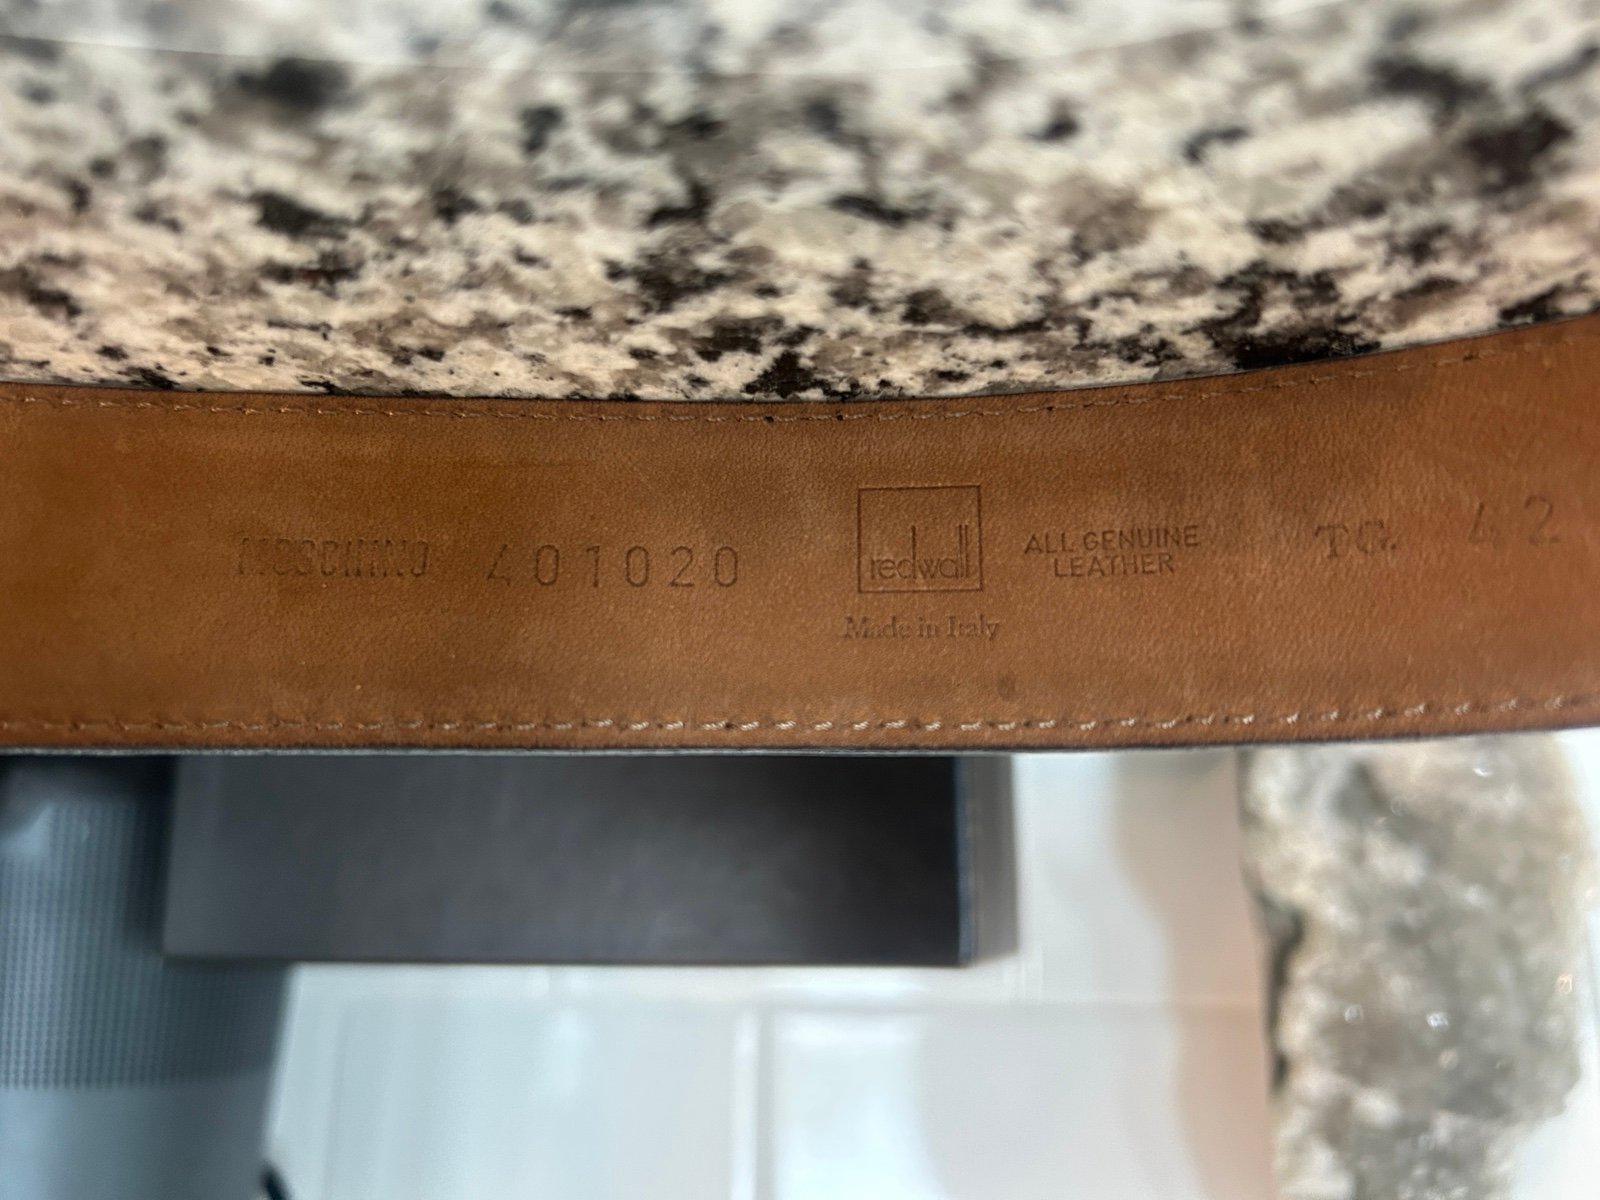 MOSCHINO 401020
redwall
Made in Italy
ALL GENUINE
LEATHER
TG. 42